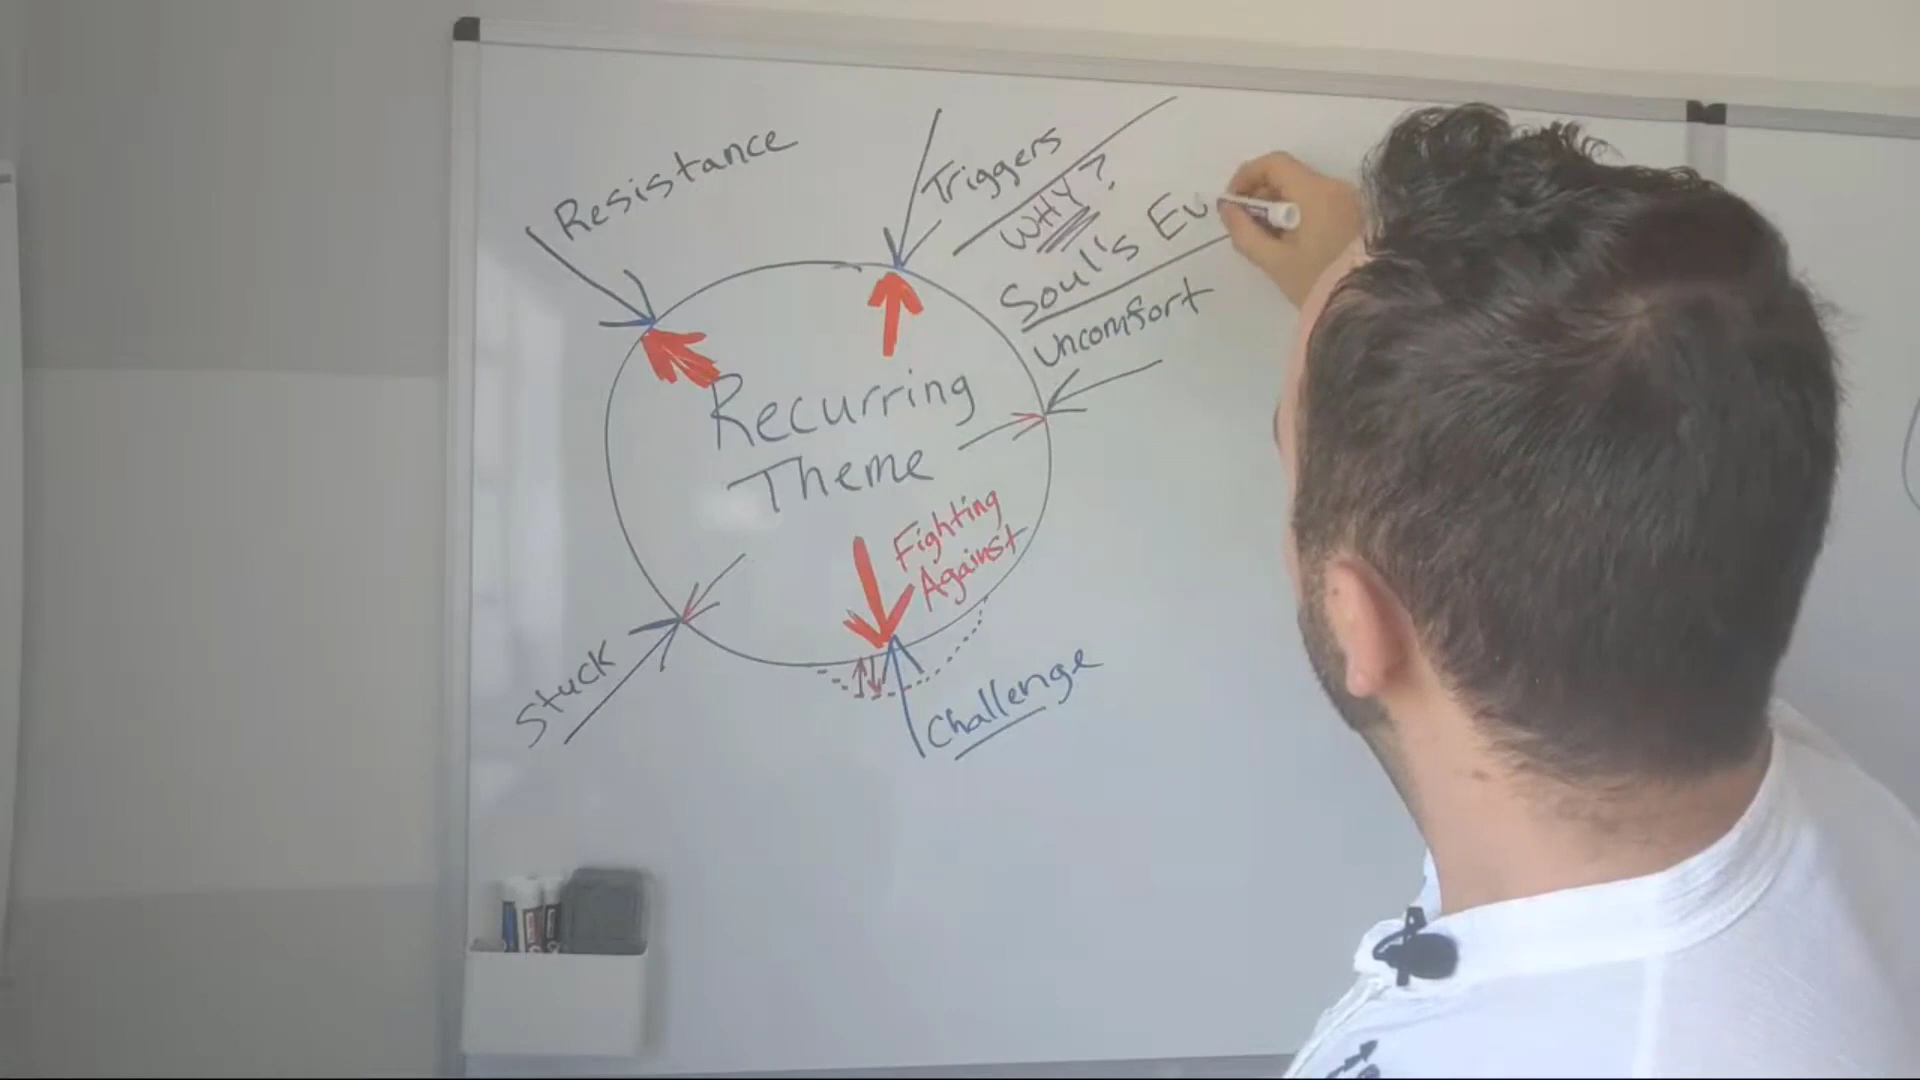 Resistance
Triggers
WHY?
Soul's Ev
Uncomfort
Recurring
Theme
Fighting
Against
Stuck
Challenge